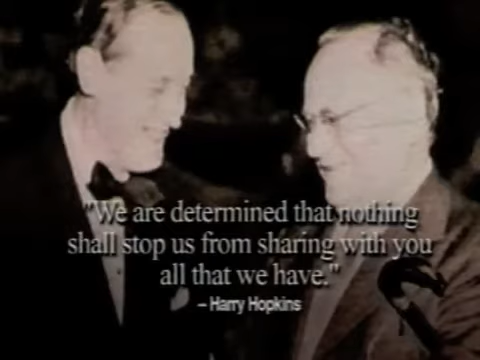 "We are determined that nothing
shall stop us from sharing with you
all that we have."
– Harry Hopkins